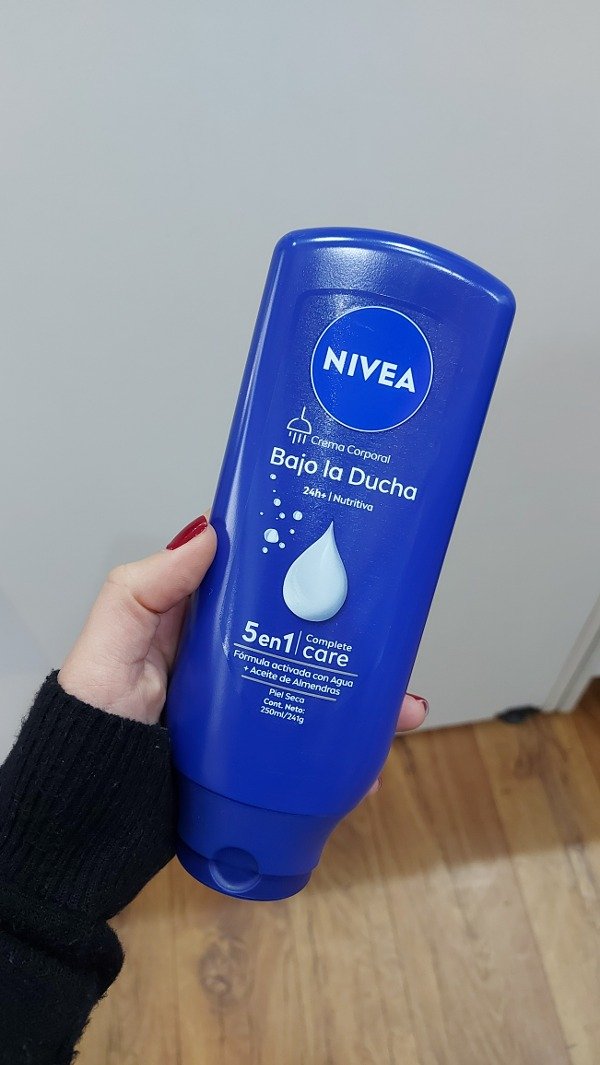 NIVEA
Crema Corporal
Bajo la Ducha
24h+ | Nutritiva
5 en 1 | Complete care
Fórmula activada con Agua
+ Aceite de Almendras
Piel Seca
Cont. Neto:
250ml/241g